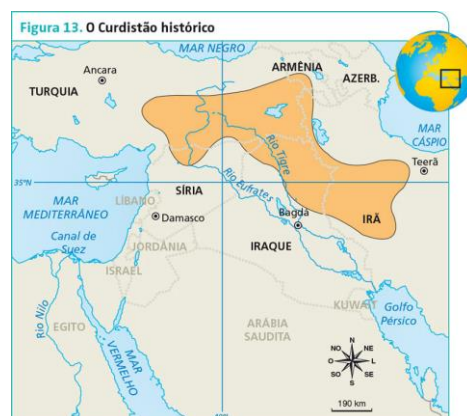 Figura 13. O Curdistão histórico
MAR NEGRO
ARMÊNIA
Ancara
AZERB.
TURQUIA
MAR
CÁSPIO
Rio Tigre
Teerã
35°N
MAR
MEDITERRÂNEO
SÍRIA
Rio Eufrates
LÍBANO
Damasco
Bagdá
IRÃ
Canal de
Suez
IRAQUE
JORDÂNIA
ISRAEL
KUWAIT
Golfo
Pérsico
Rio Nilo
EGITO
ARÁBIA
SAUDITA
MAR
VERMELHO
N
NO
NE
O
L
SO
SE
S
190 km